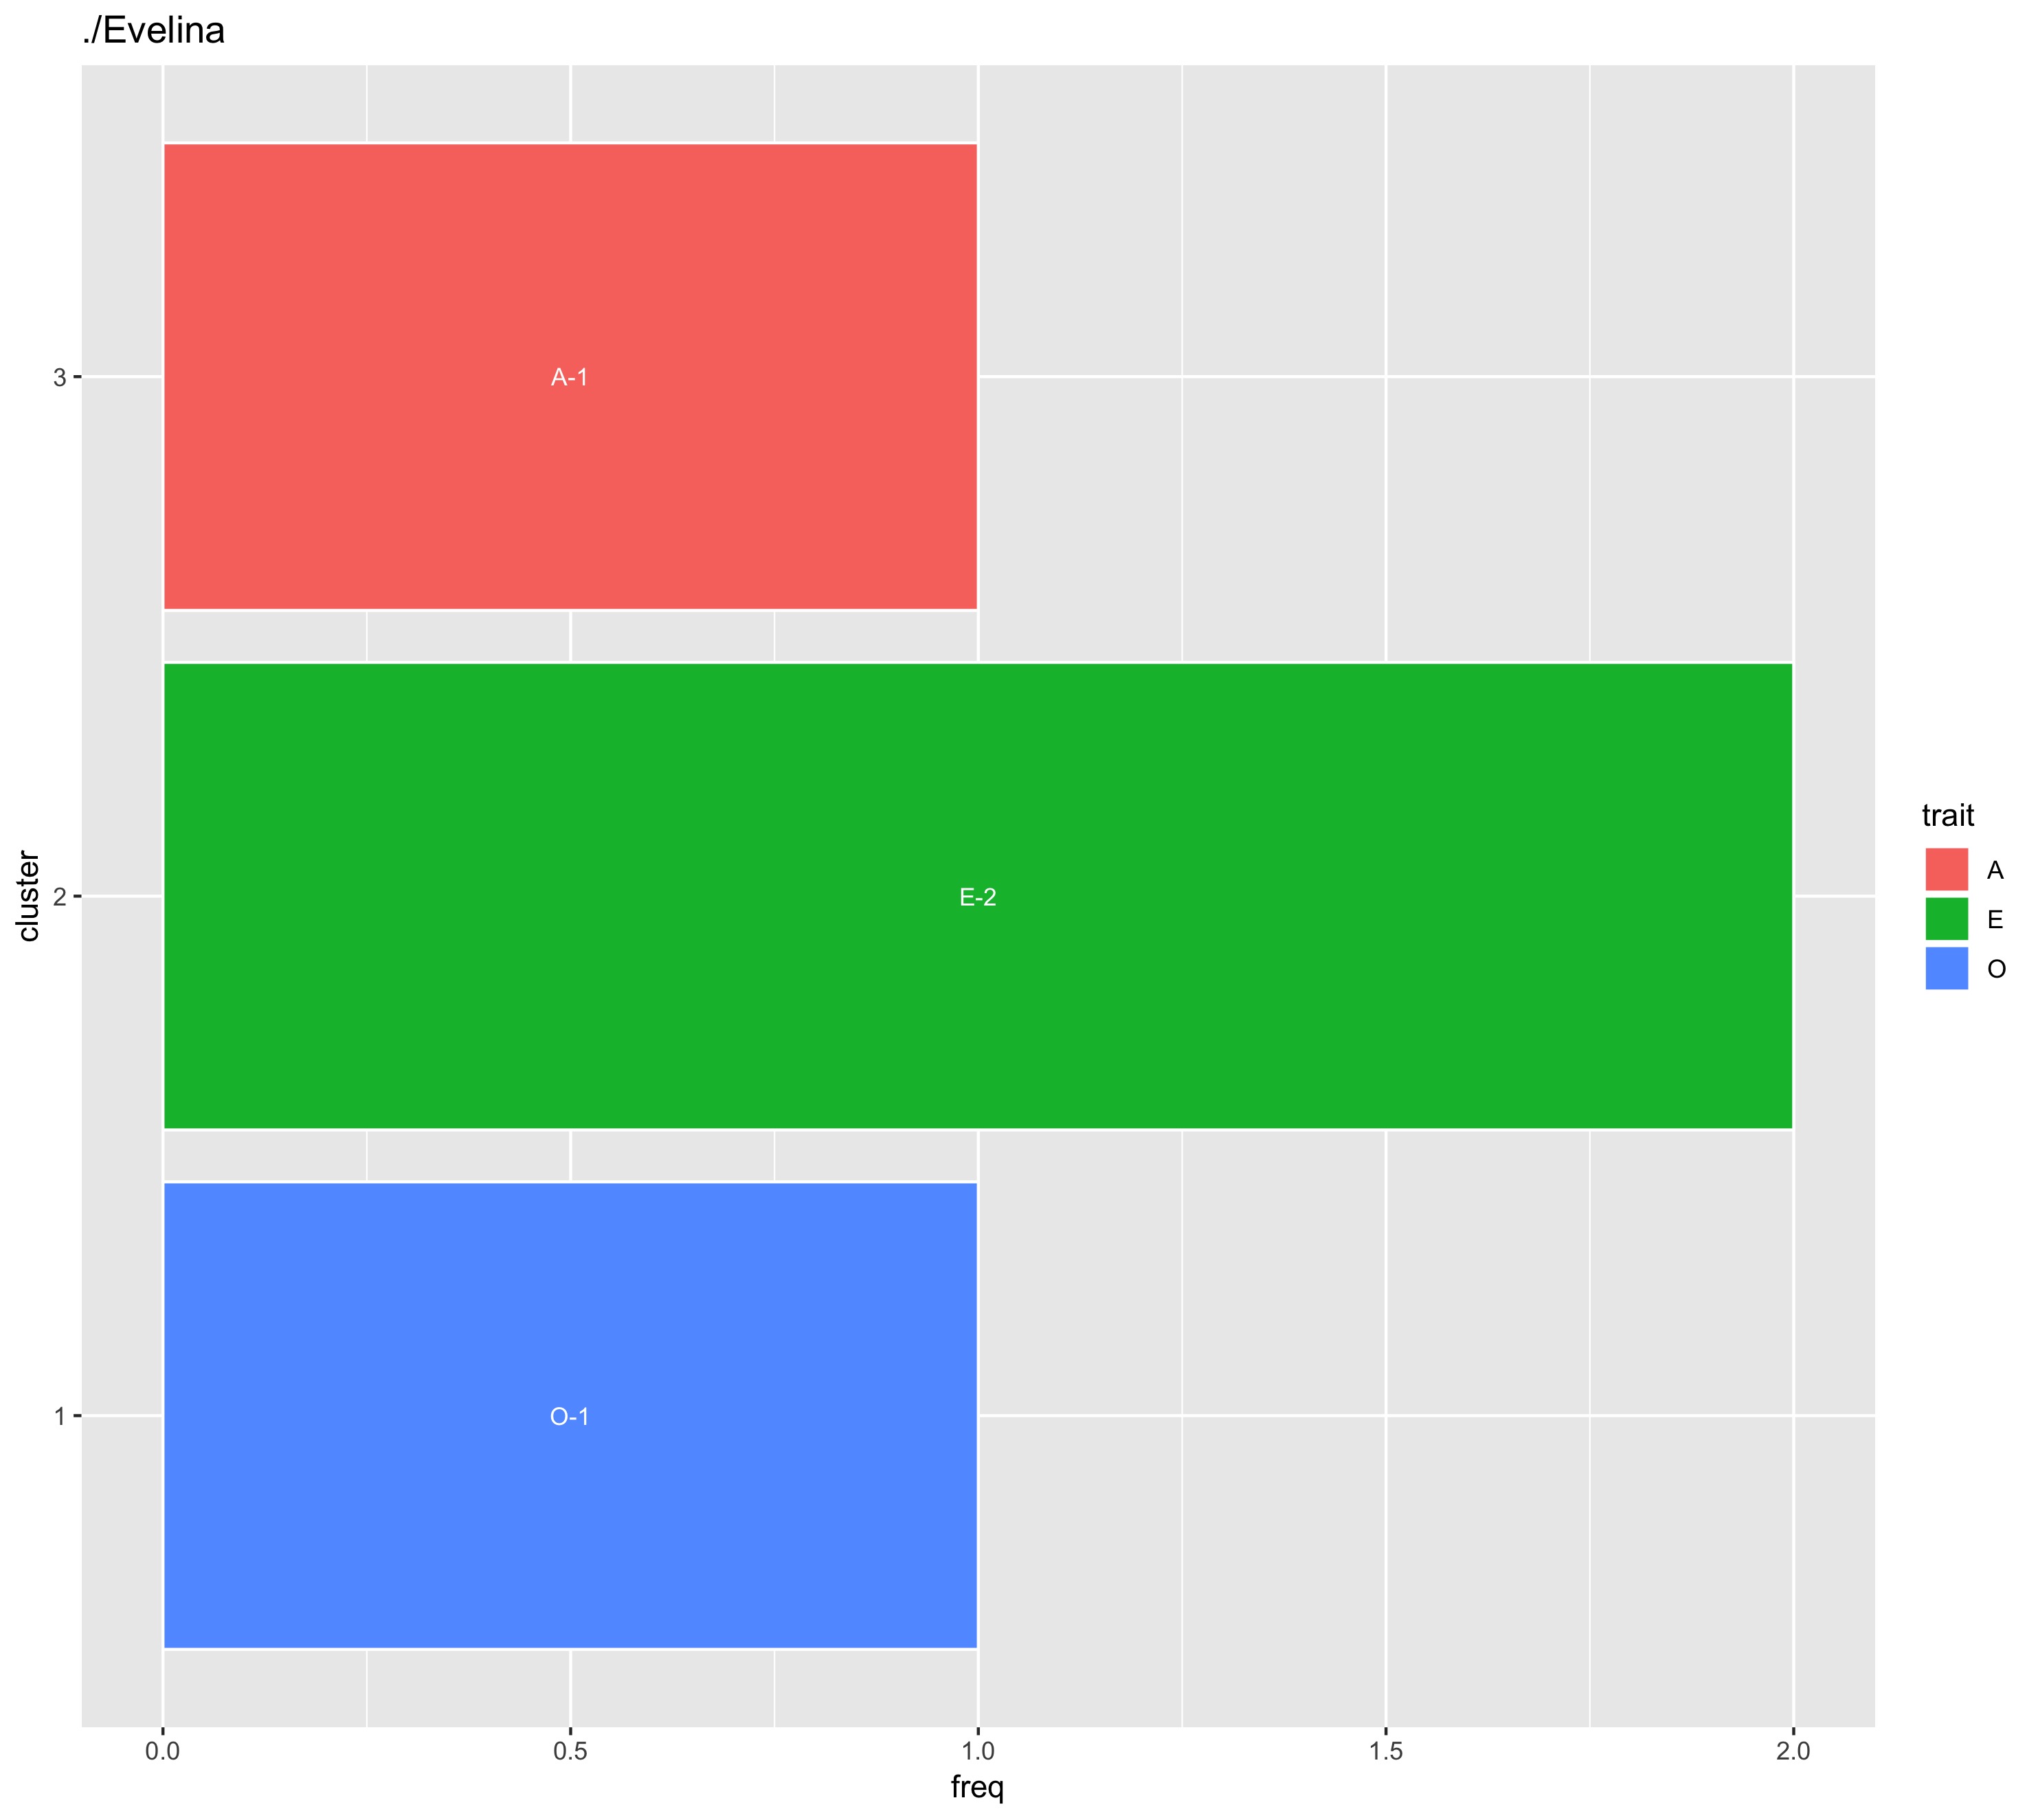 ./Evelina
cluster
3
2
1
A-1
E-2
O-1
0.0 0.5 1.0 1.5 2.0
freq
trait
A
E
O